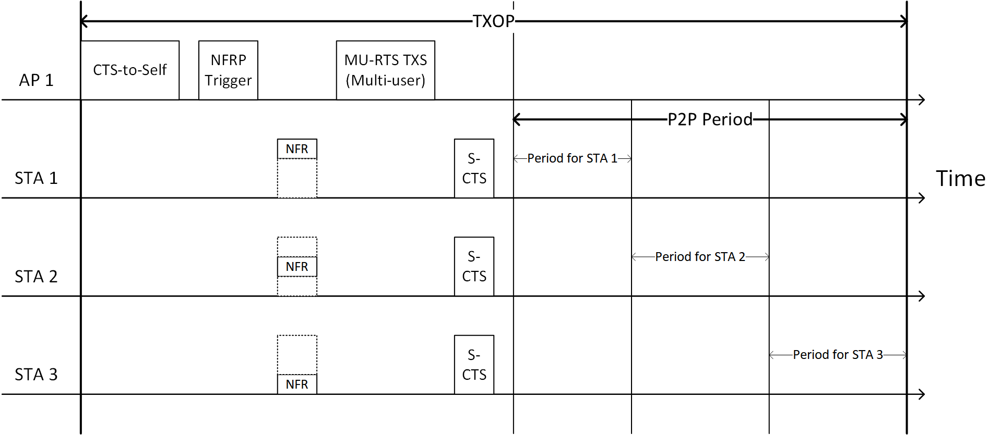 TXOP
AP 1
CTS-to-Self
NFRP
Trigger
MU-RTS TXS
(Multi-user)
P2P Period
STA 1
NFR
S-
CTS
Period for STA 1
Time
STA 2
NFR
S-
CTS
Period for STA 2
STA 3
NFR
S-
CTS
Period for STA 3